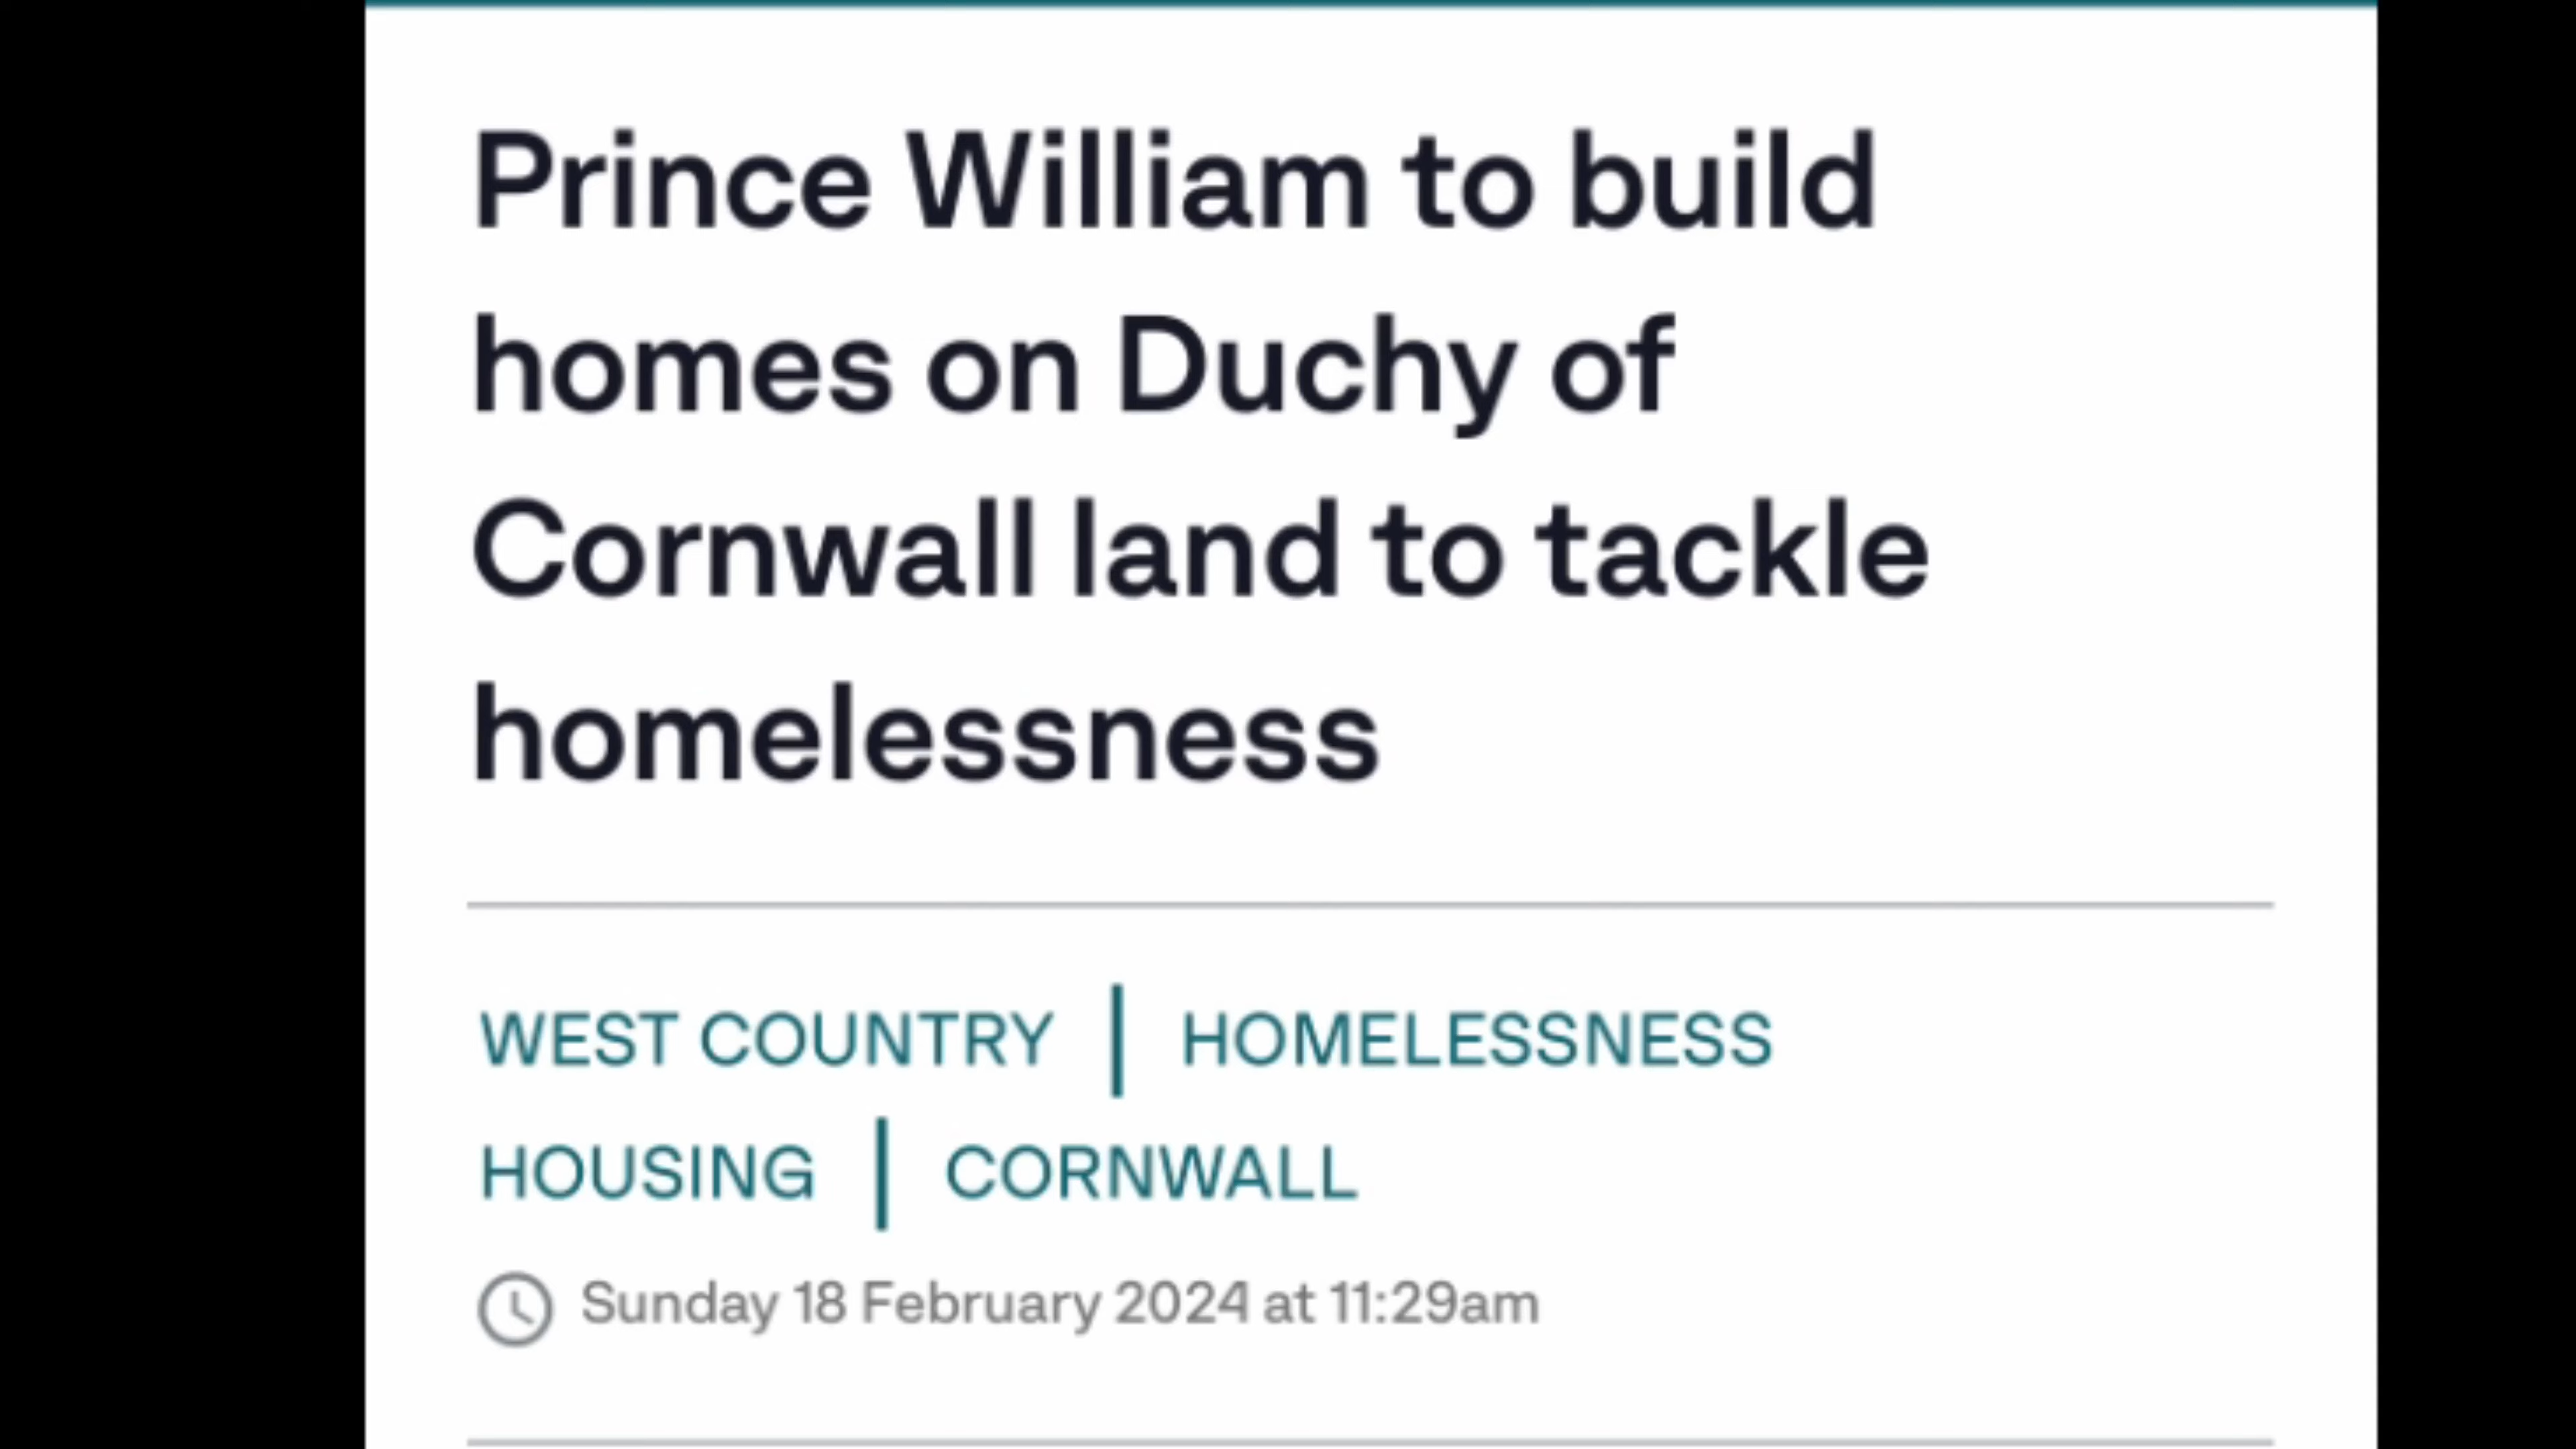 Prince William to build
homes on Duchy of
Cornwall land to tackle
homelessness
WEST COUNTRY | HOMELESSNESS
HOUSING | CORNWALL
Sunday 18 February 2024 at 11:29am